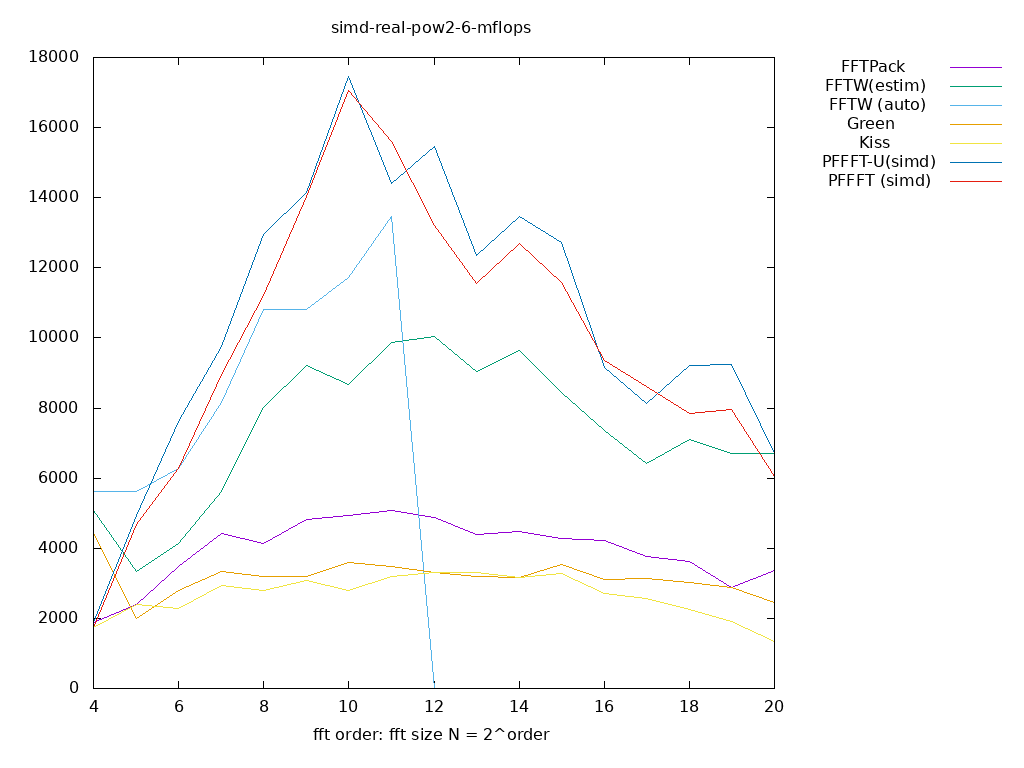 simd-real-pow2-6-mflops
18000
16000
14000
12000
10000
8000
6000
4000
2000
0
4 6 8 10 12 14 16 18 20
fft order: fft size N = 2^order
FFTPack
FFTW(estim)
FFTW (auto)
Green
Kiss
PFFFT-U(simd)
PFFFT (simd)